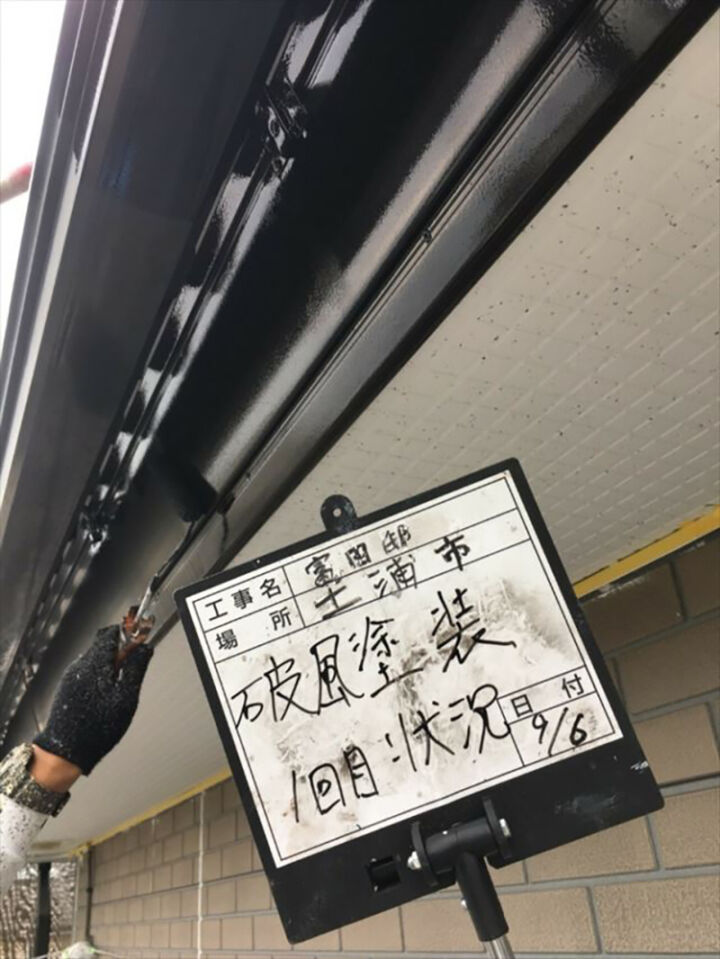 工事名 富田邸
場所 土浦市
破風塗装
1回目 状況
日付
9/6